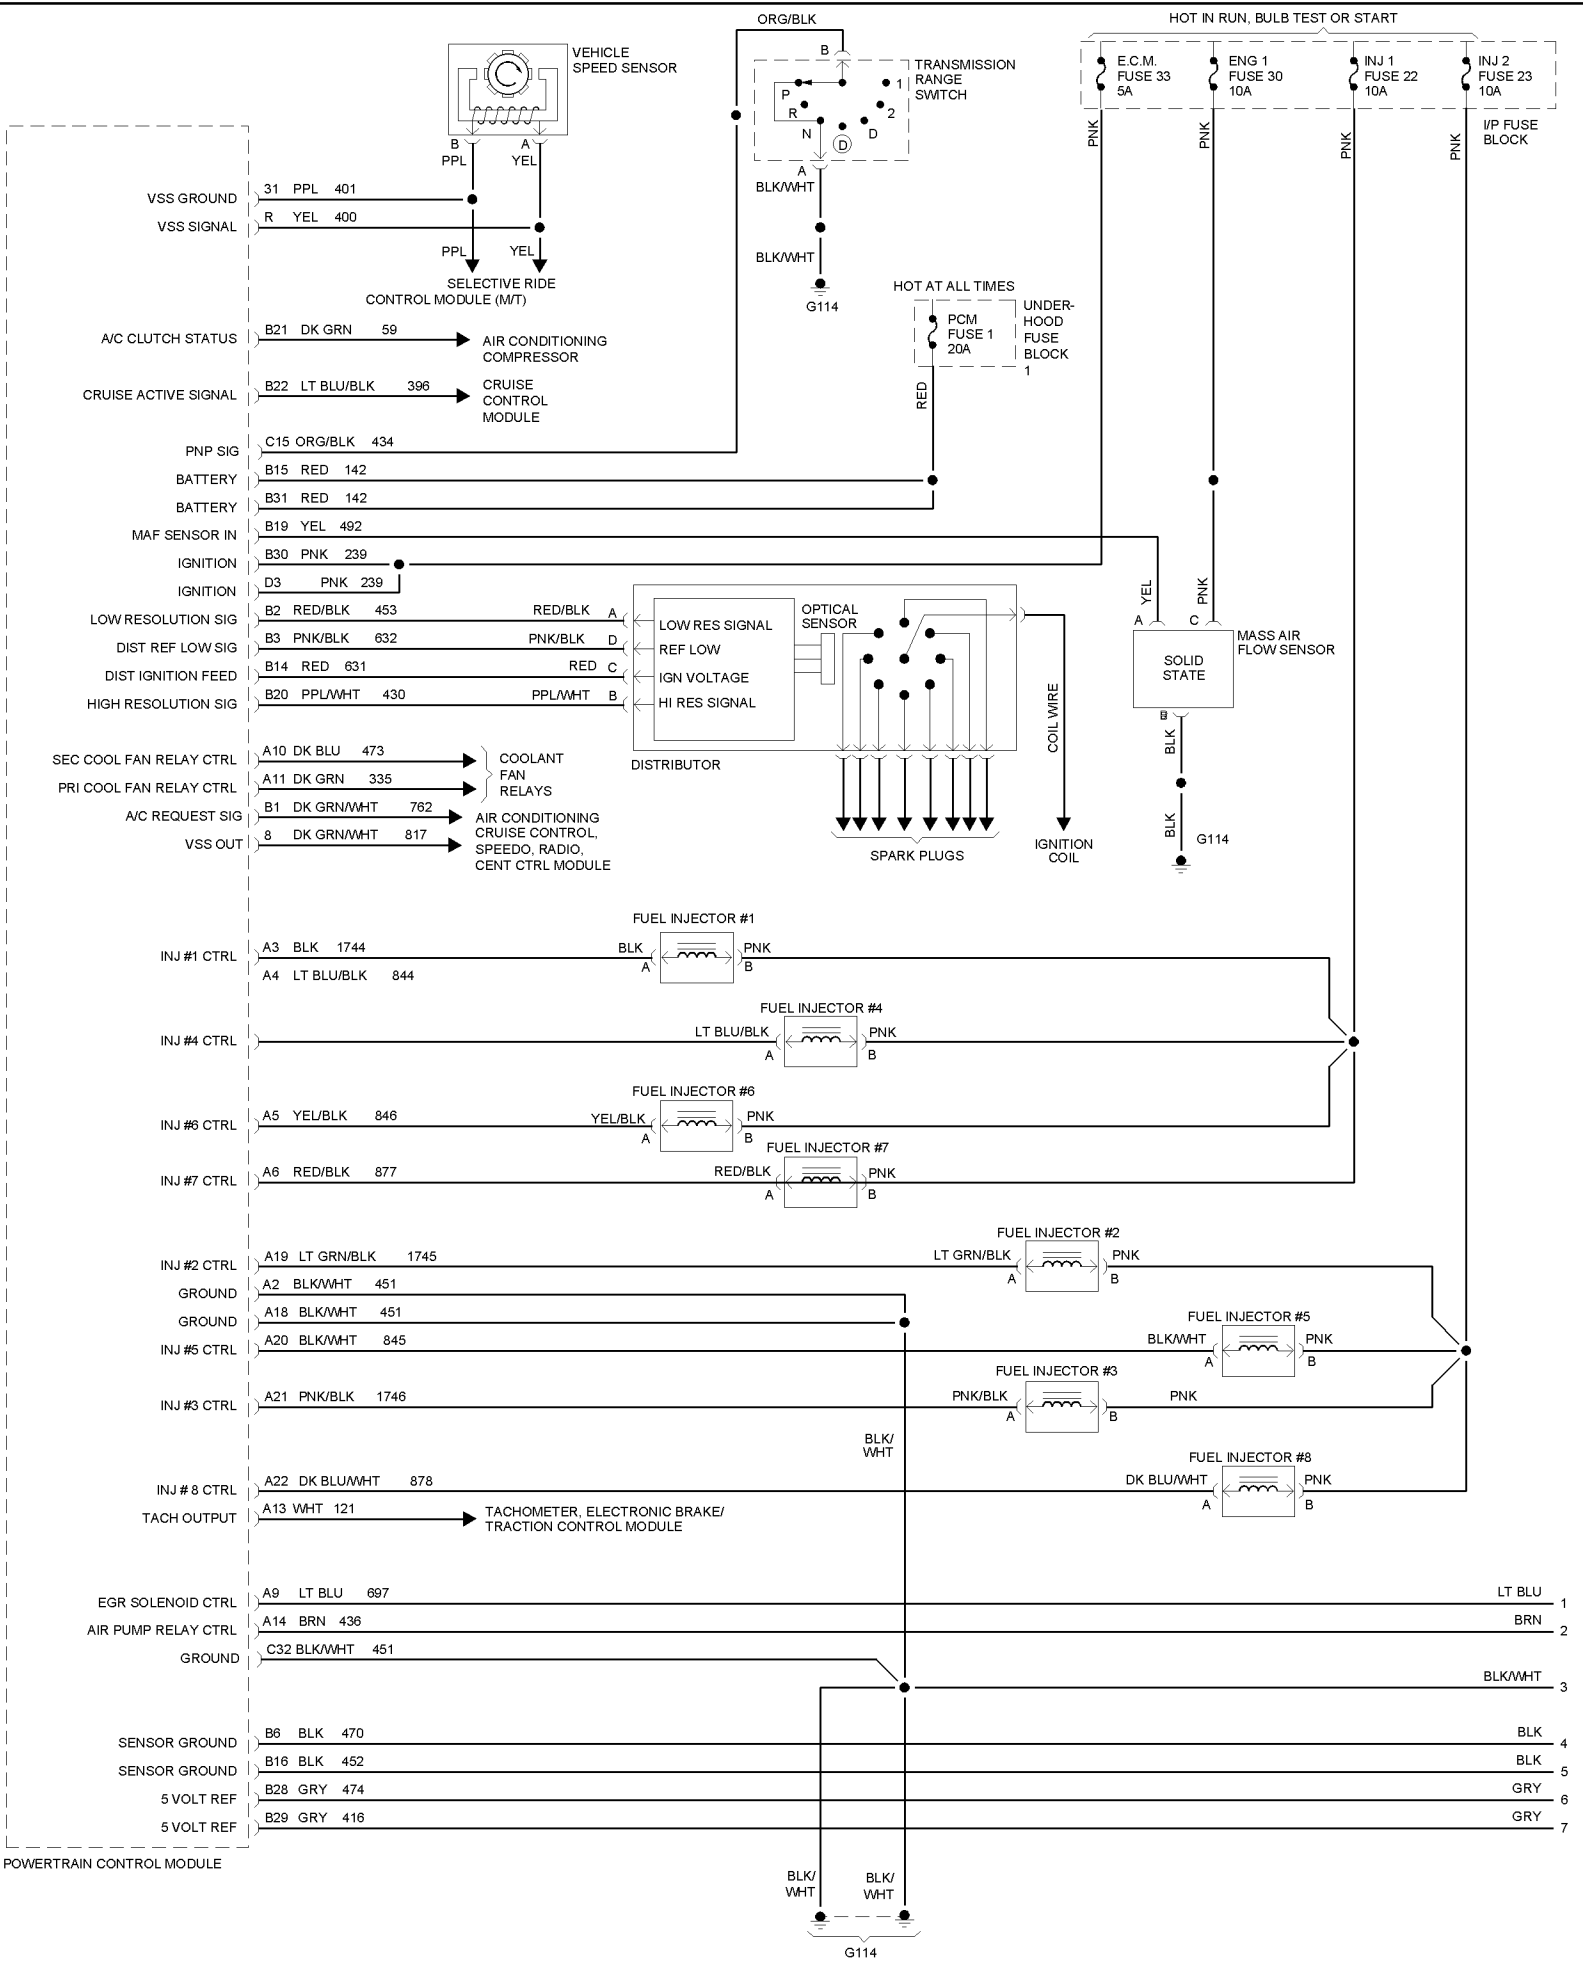 ORG/BLK
HOT IN RUN, BULB TEST OR START
VEHICLE
SPEED SENSOR
B
TRANSMISSION
RANGE
SWITCH
P
R
N
D
D
2
1
E.C.M.
FUSE 33
5A
ENG 1
FUSE 30
10A
INJ 1
FUSE 22
10A
INJ 2
FUSE 23
10A
I/P FUSE
BLOCK
PNK
PNK
PNK
PNK
B
A
PPL
YEL
A
BLK/WHT
VSS GROUND
31 PPL 401
VSS SIGNAL
R YEL 400
PPL
YEL
BLK/WHT
SELECTIVE RIDE
CONTROL MODULE (M/T)
G114
HOT AT ALL TIMES
PCM
FUSE 1
20A
UNDER-
HOOD
FUSE
BLOCK
1
RED
A/C CLUTCH STATUS
B21 DK GRN 59
AIR CONDITIONING
COMPRESSOR
CRUISE ACTIVE SIGNAL
B22 LT BLU/BLK 396
CRUISE
CONTROL
MODULE
PNP SIG
C15 ORG/BLK 434
BATTERY
B15 RED 142
BATTERY
B31 RED 142
MAF SENSOR IN
B19 YEL 492
IGNITION
B30 PNK 239
IGNITION
D3 PNK 239
YEL
PNK
A
C
MASS AIR
FLOW SENSOR
SOLID
STATE
B
BLK
BLK
G114
LOW RESOLUTION SIG
B2 RED/BLK 453
RED/BLK A
LOW RES SIGNAL
DIST REF LOW SIG
B3 PNK/BLK 632
PNK/BLK D
REF LOW
DIST IGNITION FEED
B14 RED 631
RED C
IGN VOLTAGE
HIGH RESOLUTION SIG
B20 PPL/WHT 430
PPL/WHT B
HI RES SIGNAL
OPTICAL
SENSOR
COIL WIRE
DISTRIBUTOR
SEC COOL FAN RELAY CTRL
A10 DK BLU 473
PRI COOL FAN RELAY CTRL
A11 DK GRN 335
COOLANT
FAN
RELAYS
A/C REQUEST SIG
B1 DK GRN/WHT 762
AIR CONDITIONING
VSS OUT
8 DK GRN/WHT 817
CRUISE CONTROL,
SPEEDO, RADIO,
CENT CTRL MODULE
SPARK PLUGS
IGNITION
COIL
FUEL INJECTOR #1
INJ #1 CTRL
A3 BLK 1744
BLK
A
PNK
B
A4 LT BLU/BLK 844
FUEL INJECTOR #4
INJ #4 CTRL
LT BLU/BLK
A
PNK
B
FUEL INJECTOR #6
INJ #6 CTRL
A5 YEL/BLK 846
YEL/BLK
A
PNK
B
FUEL INJECTOR #7
INJ #7 CTRL
A6 RED/BLK 877
RED/BLK
A
PNK
B
FUEL INJECTOR #2
INJ #2 CTRL
A19 LT GRN/BLK 1745
LT GRN/BLK
A
PNK
B
GROUND
A2 BLK/WHT 451
GROUND
A18 BLK/WHT 451
FUEL INJECTOR #5
INJ #5 CTRL
A20 BLK/WHT 845
BLK/WHT
A
PNK
B
FUEL INJECTOR #3
INJ #3 CTRL
A21 PNK/BLK 1746
PNK/BLK
A
PNK
B
BLK/
WHT
FUEL INJECTOR #8
INJ # 8 CTRL
A22 DK BLU/WHT 878
DK BLU/WHT
A
PNK
B
TACH OUTPUT
A13 WHT 121
TACHOMETER, ELECTRONIC BRAKE/
TRACTION CONTROL MODULE
EGR SOLENOID CTRL
A9 LT BLU 697
LT BLU 1
AIR PUMP RELAY CTRL
A14 BRN 436
BRN 2
GROUND
C32 BLK/WHT 451
BLK/WHT 3
SENSOR GROUND
B6 BLK 470
BLK 4
SENSOR GROUND
B16 BLK 452
BLK 5
5 VOLT REF
B28 GRY 474
GRY 6
5 VOLT REF
B29 GRY 416
GRY 7
POWERTRAIN CONTROL MODULE
BLK/
WHT
BLK/
WHT
G114